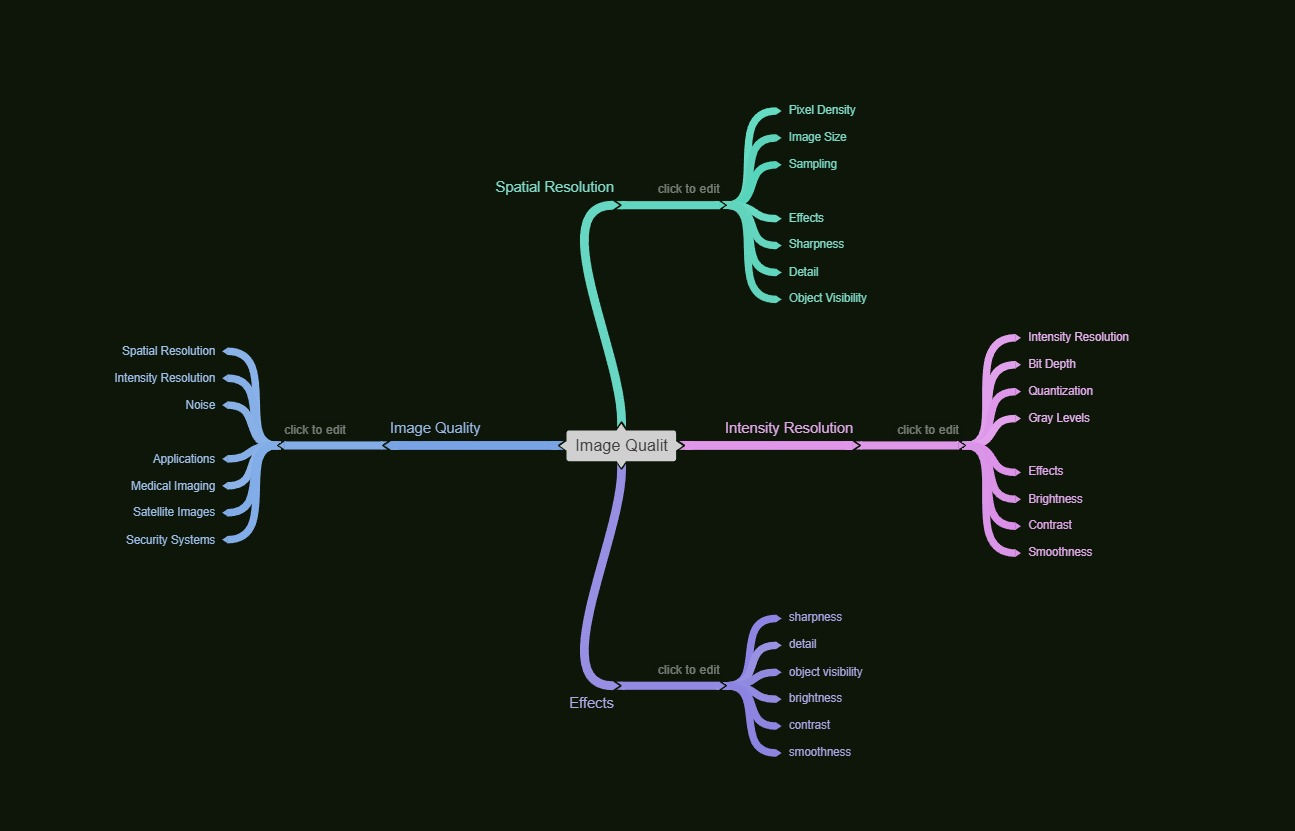 Pixel Density
Image Size
Sampling
Spatial Resolution
click to edit
Effects
Sharpness
Detail
Object Visibility
Spatial Resolution
Intensity Resolution
Noise
Image Quality
click to edit
Applications
Medical Imaging
Satellite Images
Security Systems
Image Qualit
Intensity Resolution
click to edit
Intensity Resolution
Bit Depth
Quantization
Gray Levels
Effects
Brightness
Contrast
Smoothness
Effects
click to edit
sharpness
detail
object visibility
brightness
contrast
smoothness